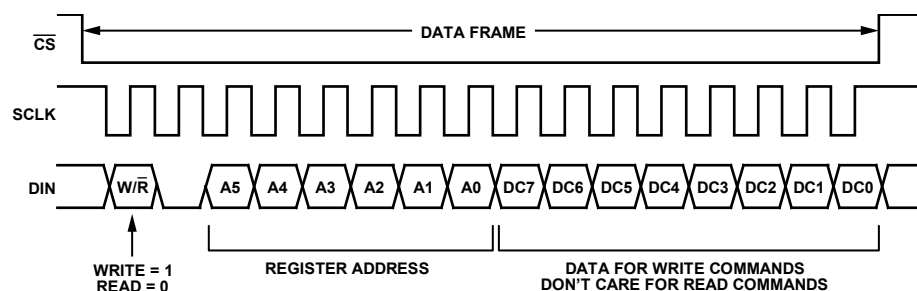 DATA FRAME
C̅S̅
SCLK
DIN
W/R̅ A5 A4 A3 A2 A1 A0 DC7 DC6 DC5 DC4 DC3 DC2 DC1 DC0
WRITE = 1
READ = 0
REGISTER ADDRESS
DATA FOR WRITE COMMANDS
DON'T CARE FOR READ COMMANDS